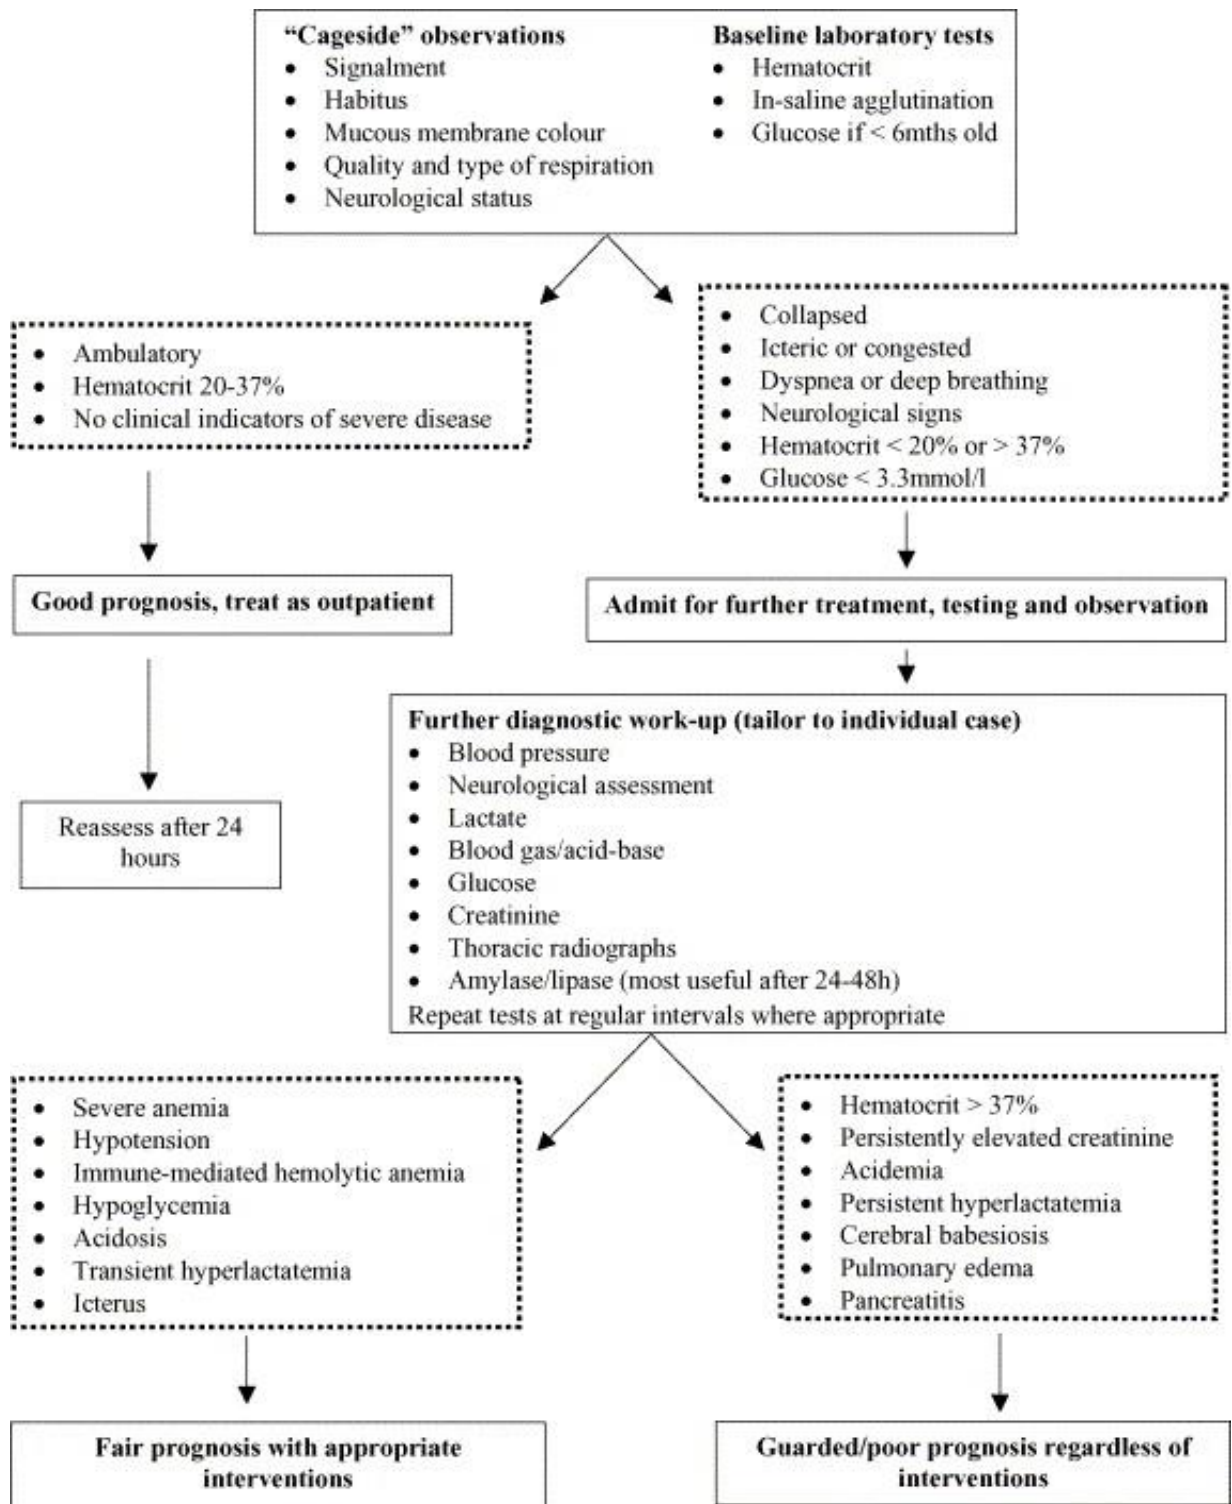 “Cageside” observations
• Signalment
• Habitus
• Mucous membrane colour
• Quality and type of respiration
• Neurological status
Baseline laboratory tests
• Hematocrit
• In-saline agglutination
• Glucose if < 6mths old
• Ambulatory
• Hematocrit 20-37%
• No clinical indicators of severe disease
• Collapsed
• Icteric or congested
• Dyspnea or deep breathing
• Neurological signs
• Hematocrit < 20% or > 37%
• Glucose < 3.3mmol/l
Good prognosis, treat as outpatient
Admit for further treatment, testing and observation
Reassess after 24
hours
Further diagnostic work-up (tailor to individual case)
• Blood pressure
• Neurological assessment
• Lactate
• Blood gas/acid-base
• Glucose
• Creatinine
• Thoracic radiographs
• Amylase/lipase (most useful after 24-48h)
Repeat tests at regular intervals where appropriate
• Severe anemia
• Hypotension
• Immune-mediated hemolytic anemia
• Hypoglycemia
• Acidosis
• Transient hyperlactatemia
• Icterus
• Hematocrit > 37%
• Persistently elevated creatinine
• Acidemia
• Persistent hyperlactatemia
• Cerebral babesiosis
• Pulmonary edema
• Pancreatitis
Fair prognosis with appropriate
interventions
Guarded/poor prognosis regardless of
interventions